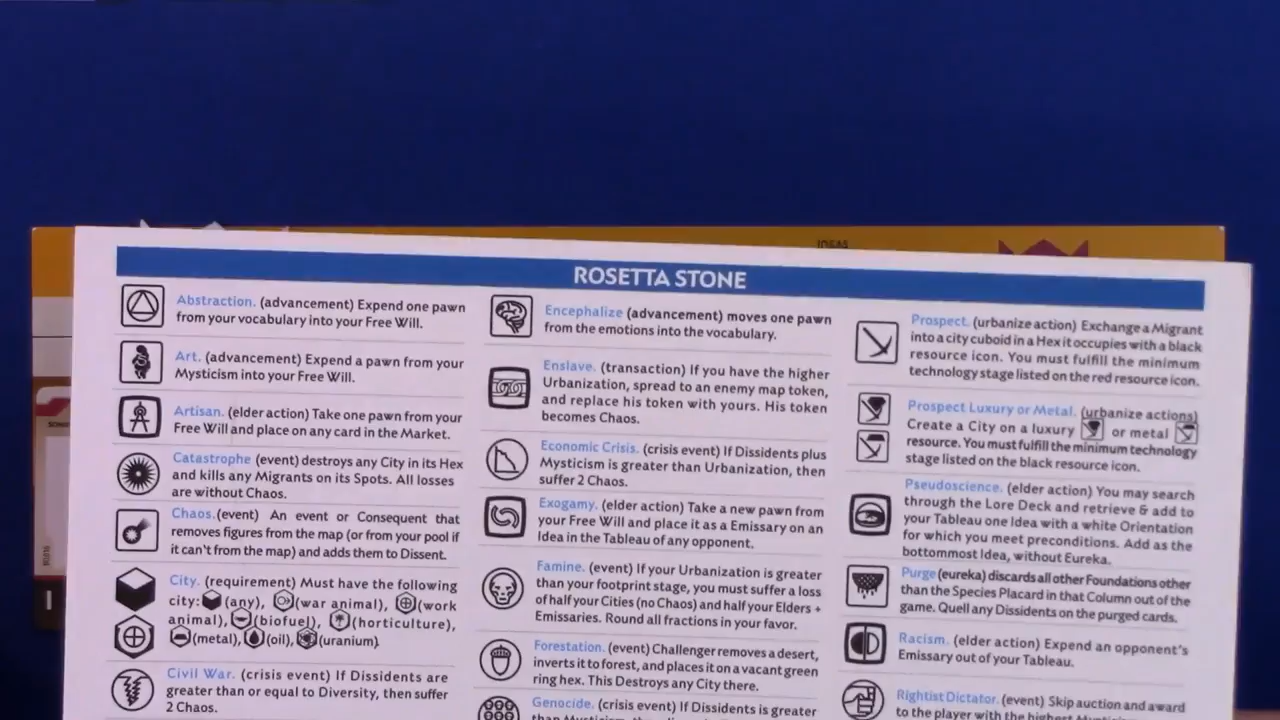 IDEAS
ROSETTA STONE
Abstraction. (advancement) Expend one pawn
from your vocabulary into your Free Will.
Art. (advancement) Expend a pawn from your
Mysticism into your Free Will.
Artisan. (elder action) Take one pawn from your
Free Will and place on any card in the Market.
Catastrophe (event) destroys any City in its Hex
and kills any Migrants on its Spots. All losses
are without Chaos.
Chaos.(event) An event or Consequent that
removes figures from the map (or from your pool if
it can't from the map) and adds them to Dissent.
City. (requirement) Must have the following
city: (any), (war animal), (work
animal), (biofuel), (horticulture),
(metal), (oil), (uranium).
Civil War. (crisis event) If Dissidents are
greater than or equal to Diversity, then suffer
2 Chaos.
Encephalize (advancement) moves one pawn
from the emotions into the vocabulary.
Enslave. (transaction) If you have the higher
Urbanization, spread to an enemy map token,
and replace his token with yours. His token
becomes Chaos.
Economic Crisis. (crisis event) If Dissidents plus
Mysticism is greater than Urbanization, then
suffer 2 Chaos.
Exogamy. (elder action) Take a new pawn from
your Free Will and place it as a Emissary on an
Idea in the Tableau of any opponent.
Famine. (event) If your Urbanization is greater
than your footprint stage, you must suffer a loss
of half your Cities (no Chaos) and half your Elders +
Emissaries. Round all fractions in your favor.
Forestation. (event) Challenger removes a desert,
inverts it to forest, and places it on a vacant green
ring hex. This Destroys any City there.
Genocide. (crisis event) If Dissidents is greater
Prospect. (urbanize action) Exchange a Migrant
into a city cuboid in a Hex it occupies with a black
resource icon. You must fulfill the minimum
technology stage listed on the red resource icon.
Prospect Luxury or Metal. (urbanize actions)
Create a City on a luxury or metal
resource. You must fulfill the minimum technology
stage listed on the black resource icon.
Pseudoscience. (elder action) You may search
through the Lore Deck and retrieve & add to
your Tableau one Idea with a white Orientation
for which you meet preconditions. Add as the
bottommost Idea, without Eureka.
Purge (eureka) discards all other Foundations other
than the Species Placard in that Column out of the
game. Quell any Dissidents on the purged cards.
Racism. (elder action) Expend an opponent's
Emissary out of your Tableau.
Rightist Dictator. (event) Skip auction and award
to the player with the highest